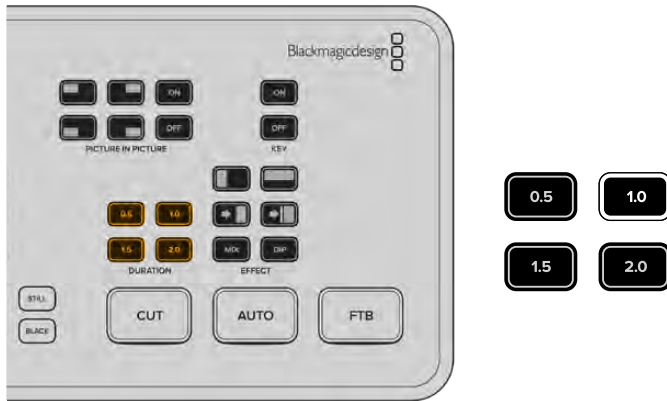 Blackmagicdesign
ON
ON
OFF
OFF
PICTURE IN PICTURE
KEY
0.5
1.0
1.5
2.0
MIX
DIP
DURATION
EFFECT
STILL
BLACK
CUT
AUTO
FTB
0.5
1.0
1.5
2.0